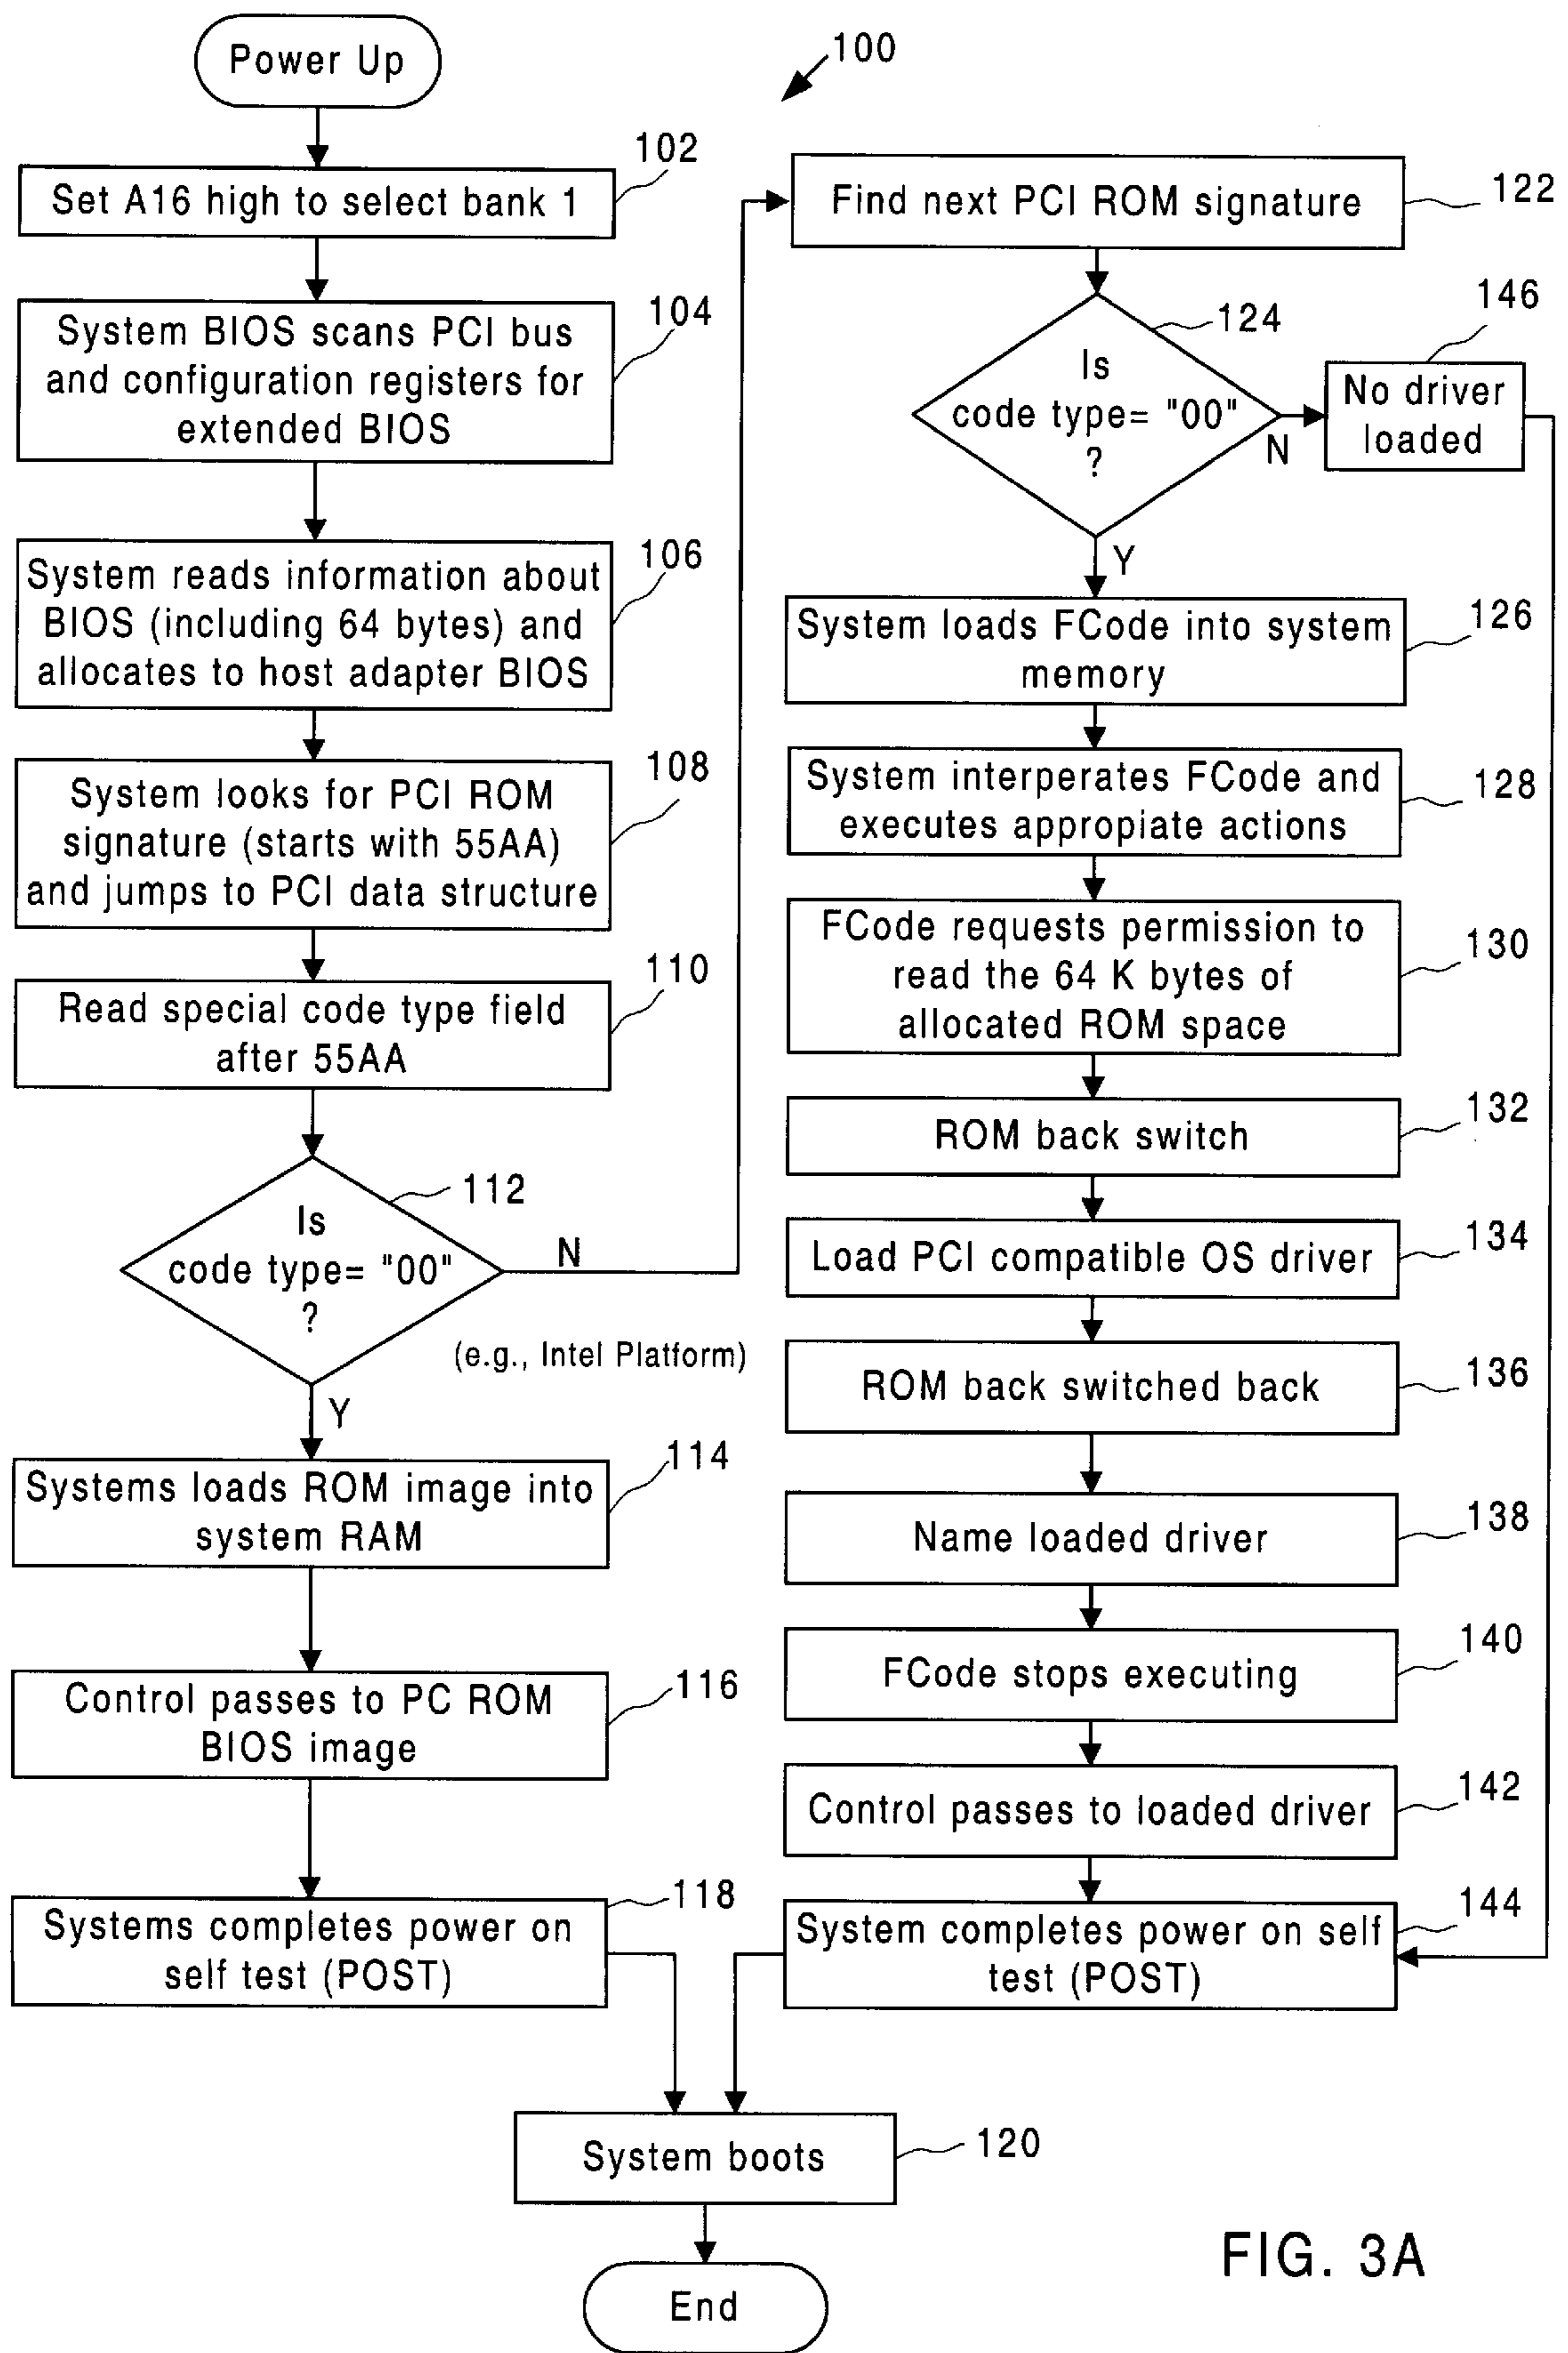 Power Up
100
Set A16 high to select bank 1
102
System BIOS scans PCI bus
and configuration registers for
extended BIOS
104
System reads information about
BIOS (including 64 bytes) and
allocates to host adapter BIOS
106
System looks for PCI ROM
signature (starts with 55AA)
and jumps to PCI data structure
108
Read special code type field
after 55AA
110
Is
code type= "00"
?
112
N
(e.g., Intel Platform)
Y
Systems loads ROM image into
system RAM
114
Control passes to PC ROM
BIOS image
116
Systems completes power on
self test (POST)
118
Find next PCI ROM signature
122
Is
code type= "00"
?
124
N
No driver
loaded
146
Y
System loads FCode into system
memory
126
System interperates FCode and
executes appropiate actions
128
FCode requests permission to
read the 64 K bytes of
allocated ROM space
130
ROM back switch
132
Load PCI compatible OS driver
134
ROM back switched back
136
Name loaded driver
138
FCode stops executing
140
Control passes to loaded driver
142
System completes power on self
test (POST)
144
System boots
120
End
FIG. 3A